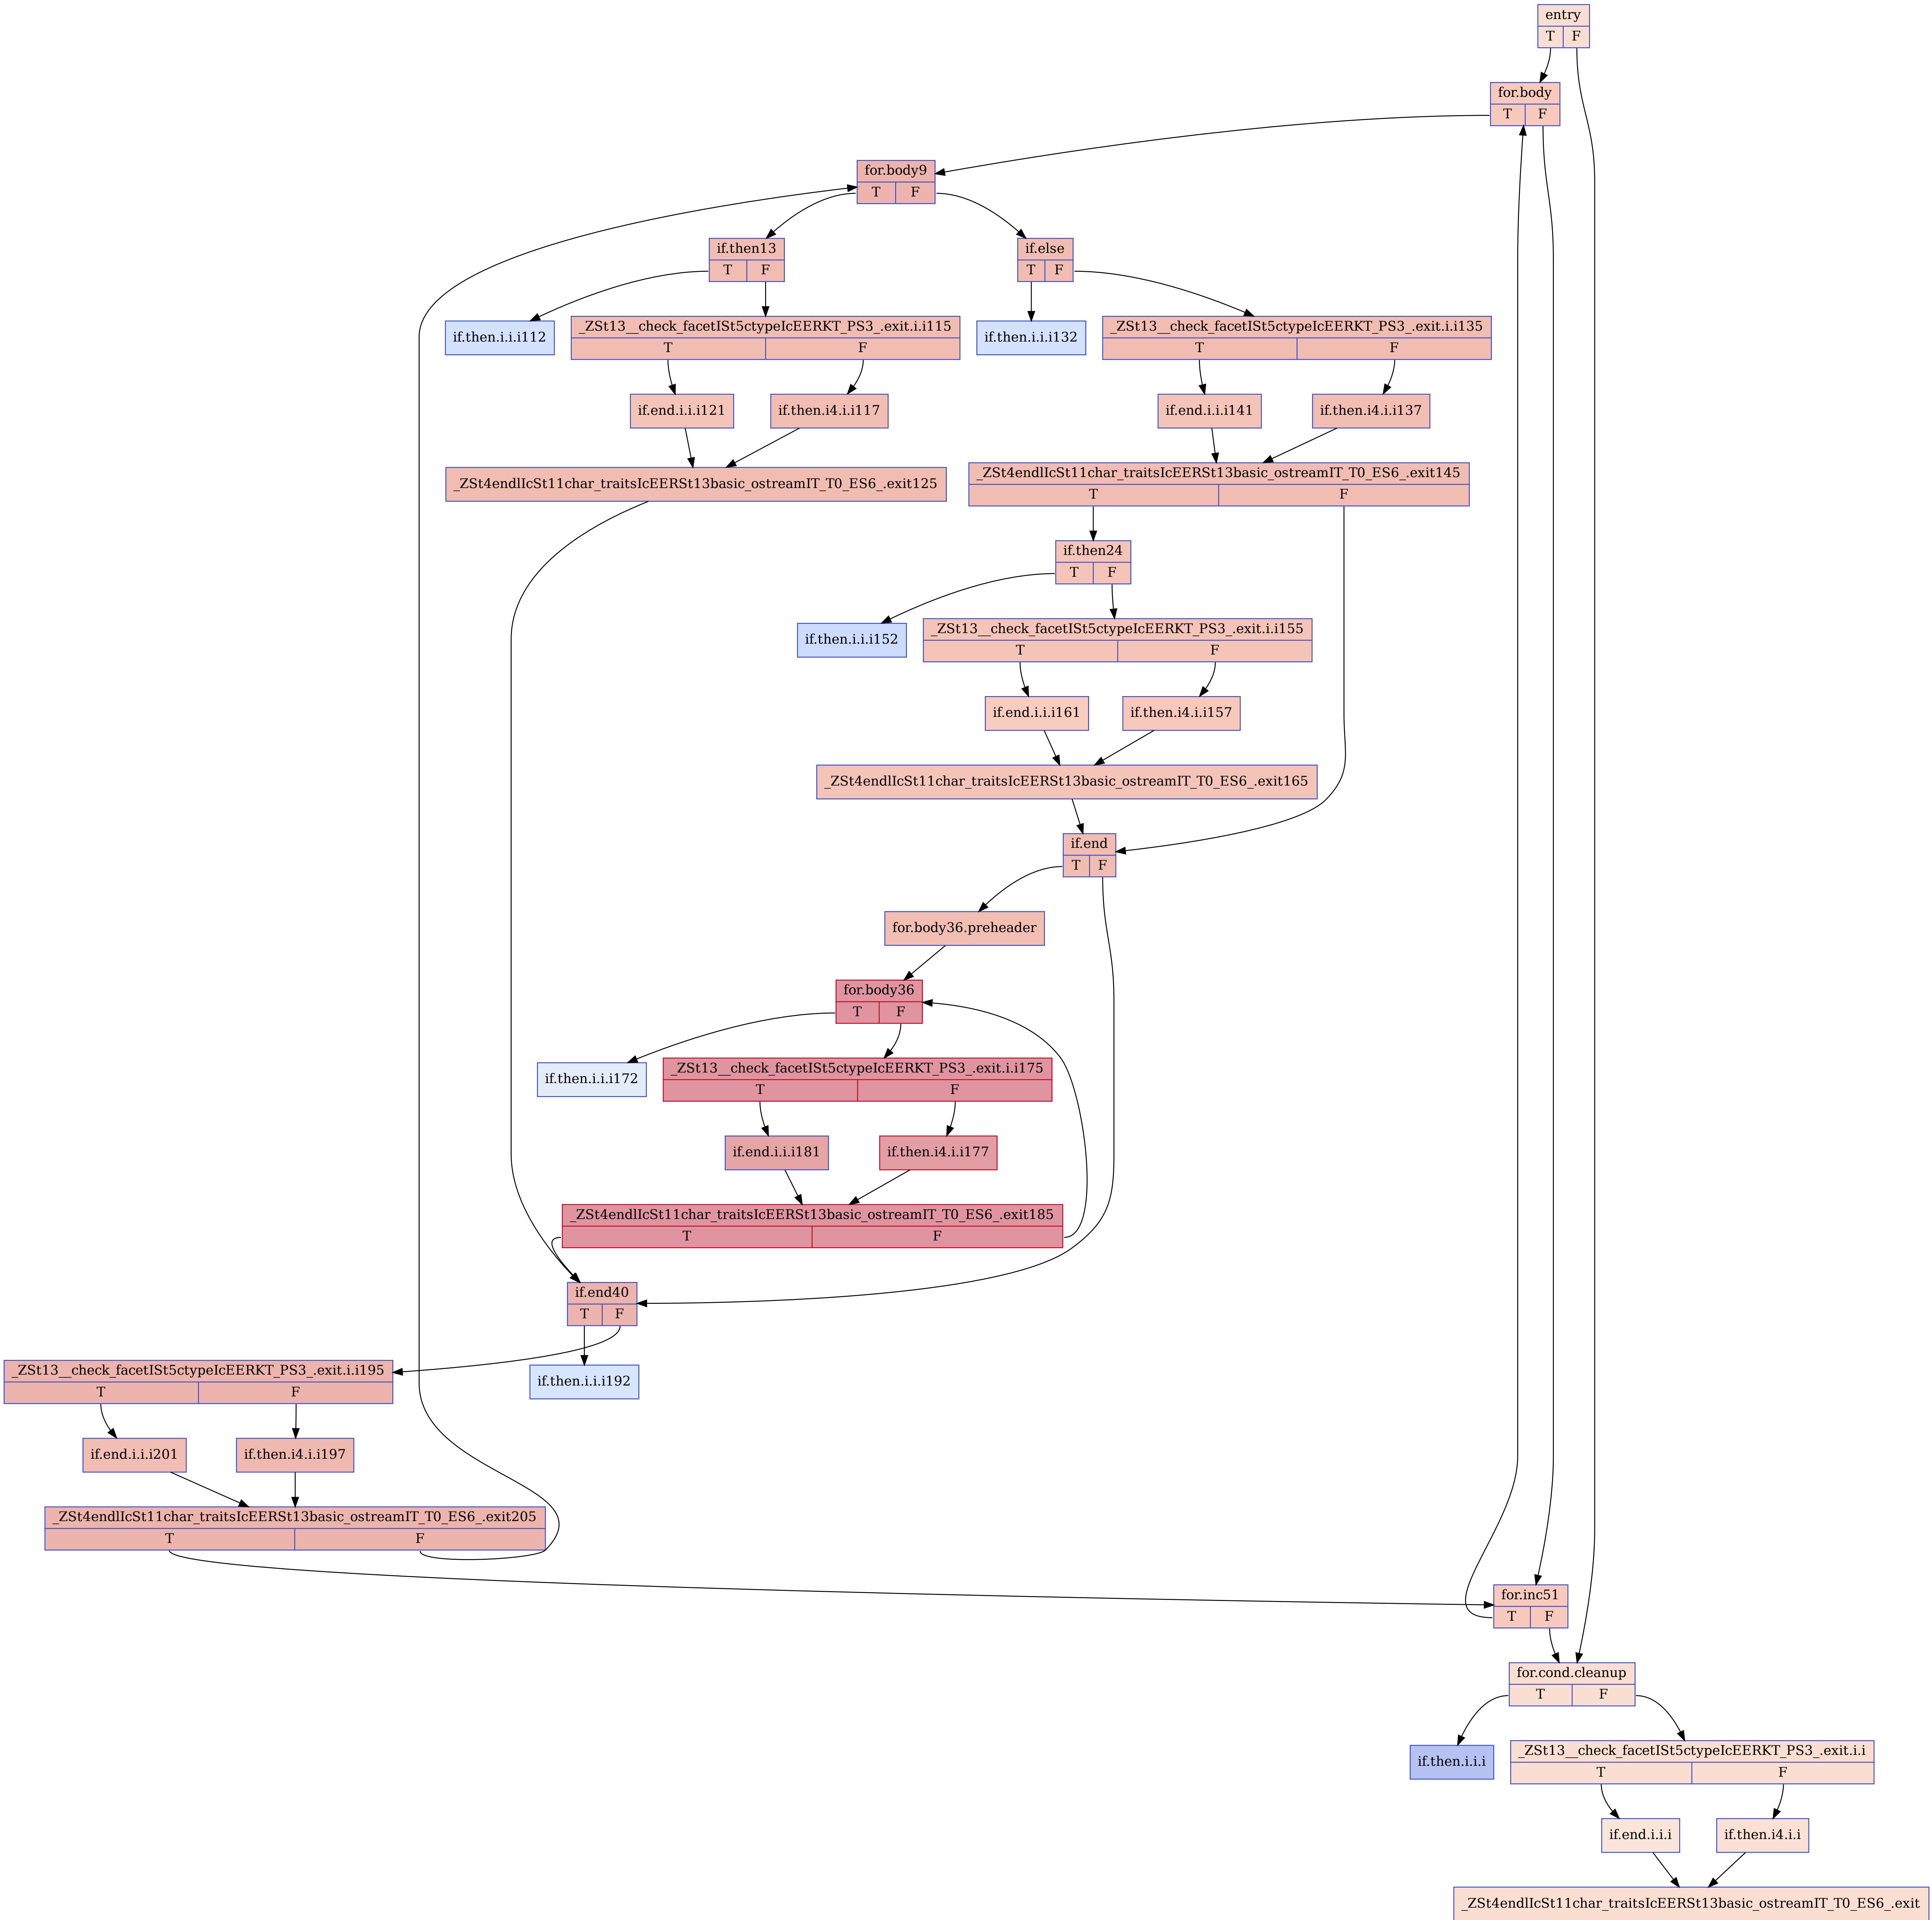 entry
T F
for.body
T F
for.body9
T F
if.then13
T F
if.else
T F
if.then.i.i.i112
_ZSt13__check_facetISt5ctypeIcEERKT_PS3_.exit.i.i115
T F
if.then.i.i.i132
_ZSt13__check_facetISt5ctypeIcEERKT_PS3_.exit.i.i135
T F
if.end.i.i.i121
if.then.i4.i.i117
if.end.i.i.i141
if.then.i4.i.i137
_ZSt4endlIcSt11char_traitsIcEERSt13basic_ostreamIT_T0_ES6_.exit125
_ZSt4endlIcSt11char_traitsIcEERSt13basic_ostreamIT_T0_ES6_.exit145
T F
if.then24
T F
if.then.i.i.i152
_ZSt13__check_facetISt5ctypeIcEERKT_PS3_.exit.i.i155
T F
if.end.i.i.i161
if.then.i4.i.i157
_ZSt4endlIcSt11char_traitsIcEERSt13basic_ostreamIT_T0_ES6_.exit165
if.end
T F
for.body36.preheader
for.body36
T F
if.then.i.i.i172
_ZSt13__check_facetISt5ctypeIcEERKT_PS3_.exit.i.i175
T F
if.end.i.i.i181
if.then.i4.i.i177
_ZSt4endlIcSt11char_traitsIcEERSt13basic_ostreamIT_T0_ES6_.exit185
T F
if.end40
T F
_ZSt13__check_facetISt5ctypeIcEERKT_PS3_.exit.i.i195
T F
if.then.i.i.i192
if.end.i.i.i201
if.then.i4.i.i197
_ZSt4endlIcSt11char_traitsIcEERSt13basic_ostreamIT_T0_ES6_.exit205
T F
for.inc51
T F
for.cond.cleanup
T F
if.then.i.i.i
_ZSt13__check_facetISt5ctypeIcEERKT_PS3_.exit.i.i
T F
if.end.i.i.i
if.then.i4.i.i
_ZSt4endlIcSt11char_traitsIcEERSt13basic_ostreamIT_T0_ES6_.exit